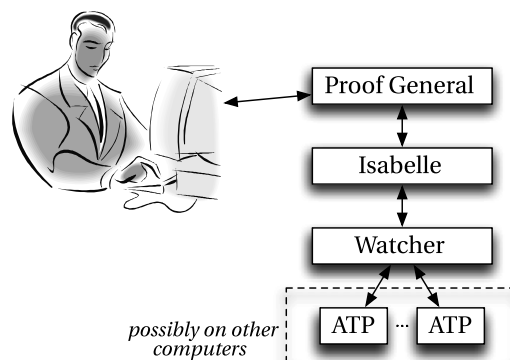 Proof General
Isabelle
Watcher
ATP ... ATP
possibly on other
computers